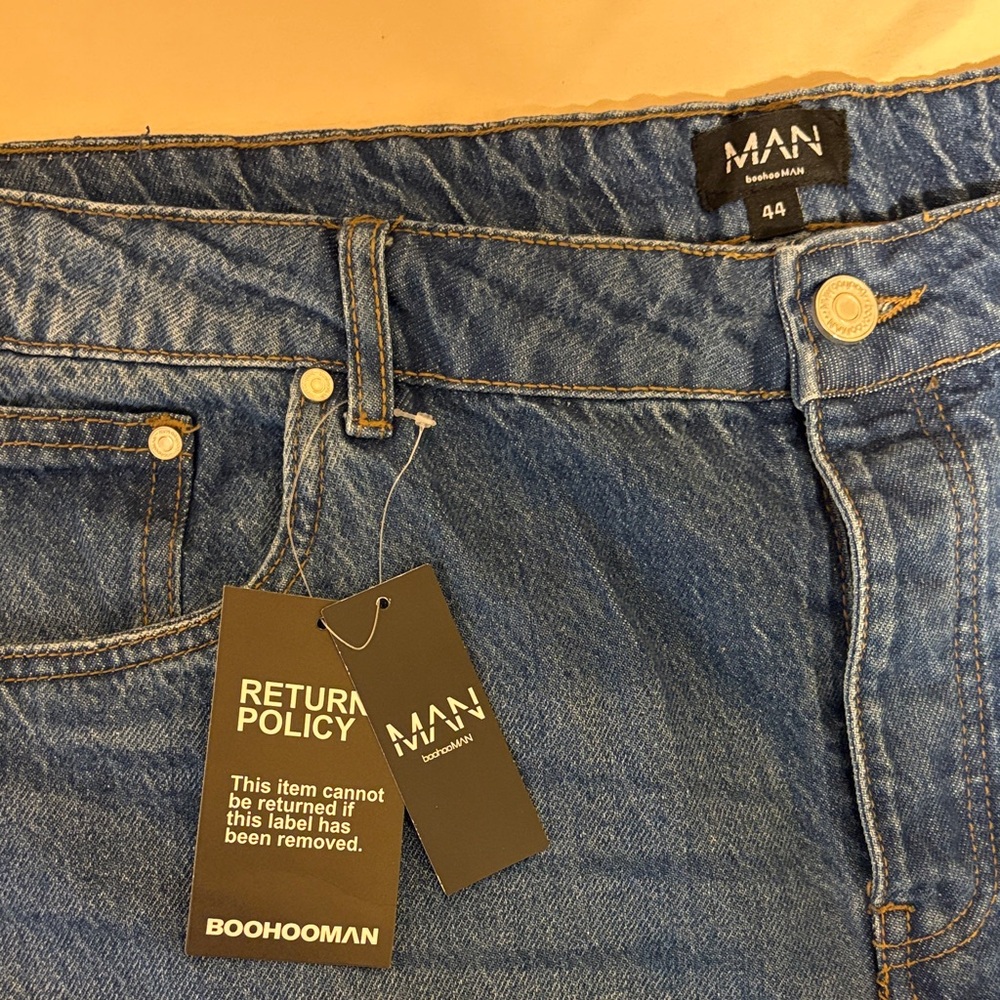 MAN
boohooMAN
44
RETURN
POLICY
This item cannot
be returned if
this label has
been removed.
BOOHOOMAN
MAN
boohooMAN